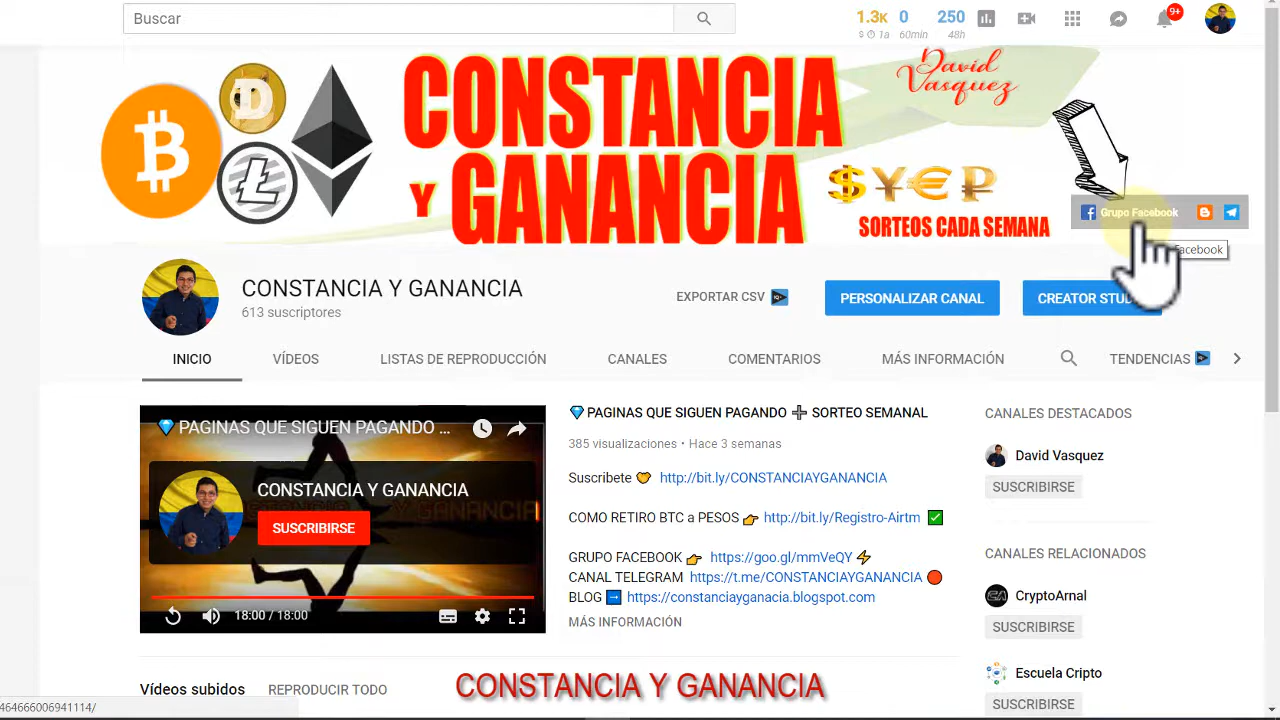 Buscar
1.3K 0 250
9 1a 60min 48h
9+
CONSTANCIA
Y GANANCIA
David
Vasquez
$ ¥ € ₽
SORTEOS CADA SEMANA
Grupo Facebook
Facebook
CONSTANCIA Y GANANCIA
613 suscriptores
EXPORTAR CSV
PERSONALIZAR CANAL
CREATOR
INICIO VÍDEOS LISTAS DE REPRODUCCIÓN CANALES COMENTARIOS MÁS INFORMACIÓN TENDENCIAS
PAGINAS QUE SIGUEN PAGANDO ...
CONSTANCIA Y GANANCIA
SUSCRIBIRSE
18:00 / 18:00
💎PAGINAS QUE SIGUEN PAGANDO ➕ SORTEO SEMANAL
385 visualizaciones • Hace 3 semanas
Suscribete 💛 http://bit.ly/CONSTANCIAYGANANCIA
COMO RETIRO BTC a PESOS 👉 http://bit.ly/Registro-Airtm ✅
GRUPO FACEBOOK 👉 https://goo.gl/mmVeQY ⚡
CANAL TELEGRAM https://t.me/CONSTANCIAYGANANCIA 🔴
BLOG ➡ https://constanciayganacia.blogspot.com
MÁS INFORMACIÓN
CANALES DESTACADOS
David Vasquez
SUSCRIBIRSE
CANALES RELACIONADOS
CryptoArnal
SUSCRIBIRSE
Escuela Cripto
SUSCRIBIRSE
Vídeos subidos REPRODUCIR TODO
CONSTANCIA Y GANANCIA
464666006941114/